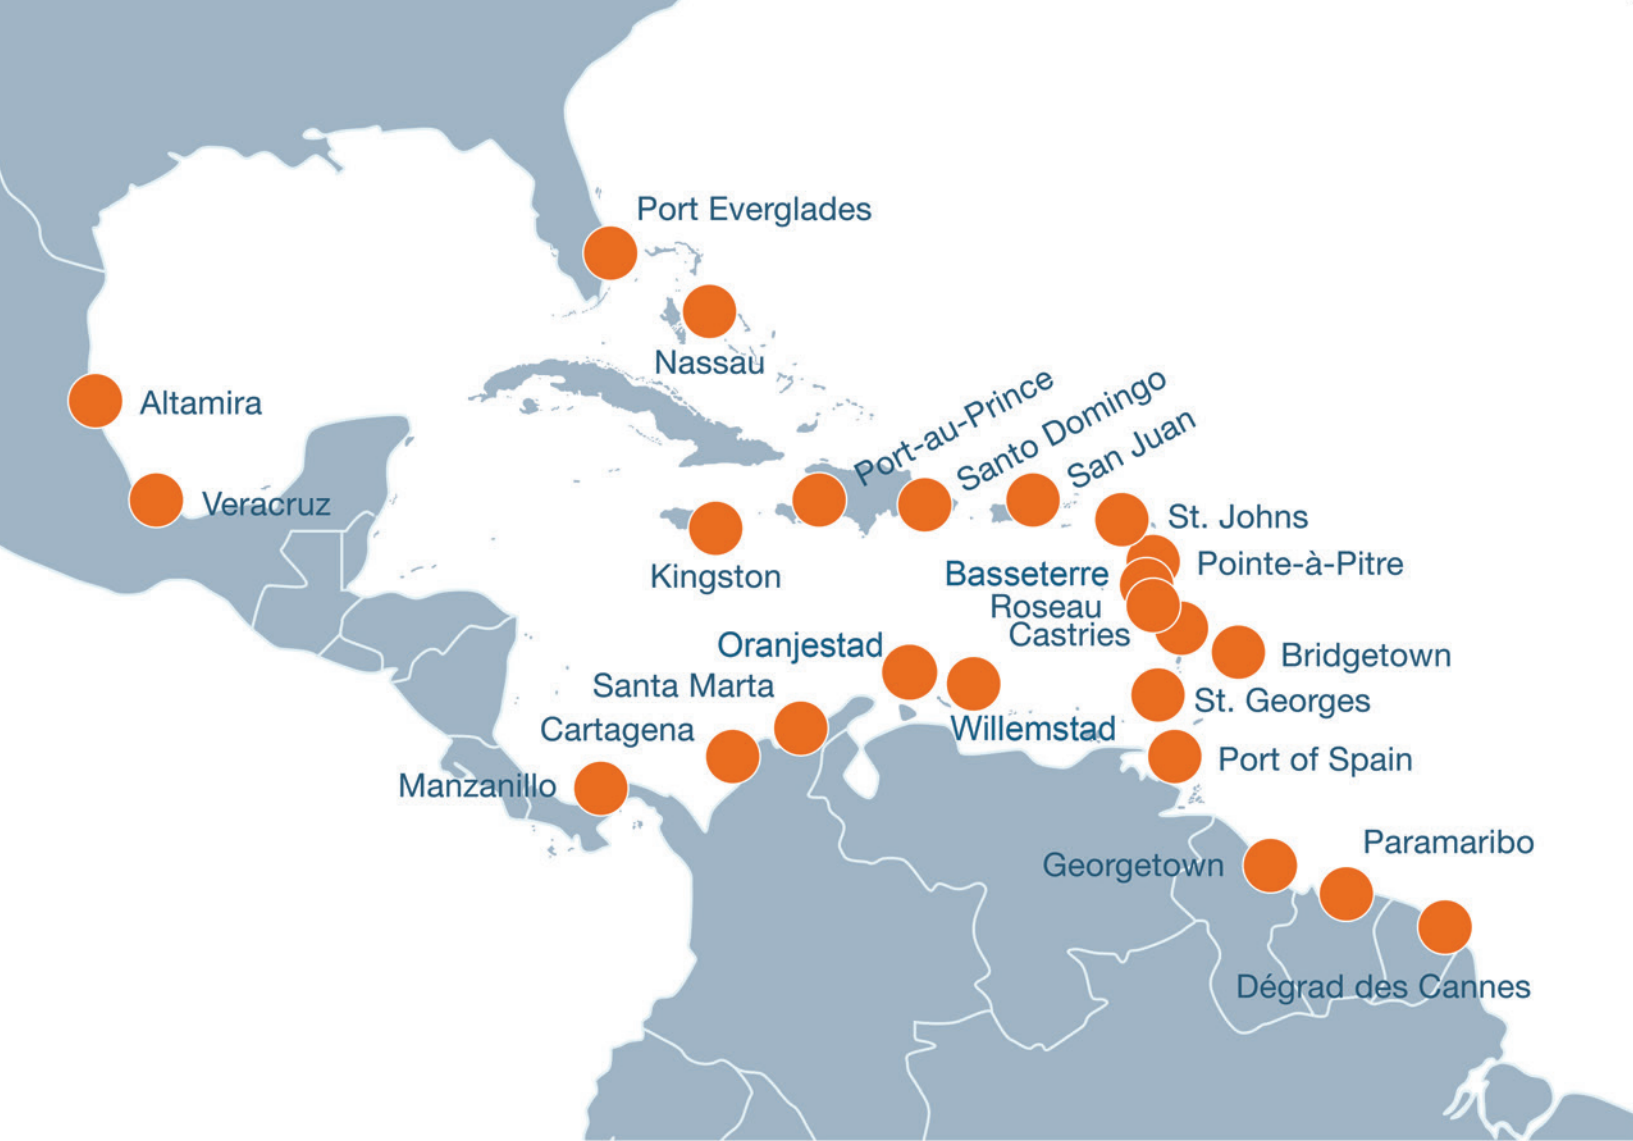 Port Everglades
Nassau
Altamira
Port-au-Prince
Santo Domingo
San Juan
Veracruz
St. Johns
Kingston
Pointe-à-Pitre
Basseterre
Roseau
Castries
Oranjestad
Bridgetown
Santa Marta
St. Georges
Cartagena
Willemstad
Port of Spain
Manzanillo
Paramaribo
Georgetown
Dégrad des Cannes